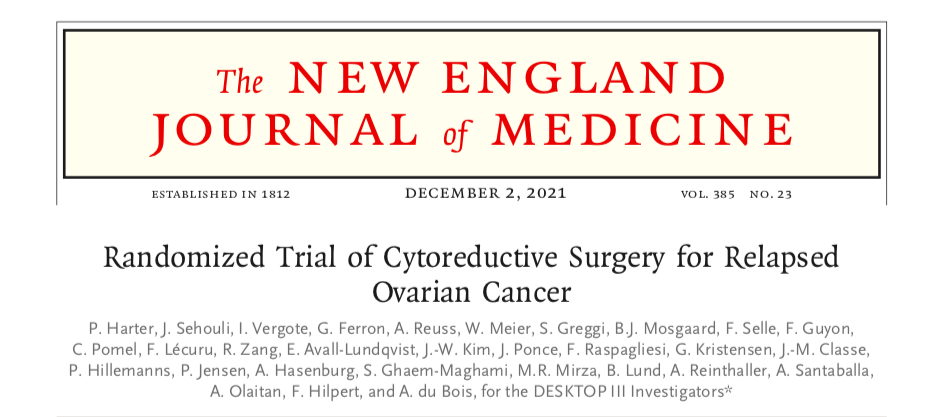 The NEW ENGLAND
JOURNAL of MEDICINE
ESTABLISHED IN 1812 DECEMBER 2, 2021 VOL. 385 NO. 23
Randomized Trial of Cytoreductive Surgery for Relapsed
Ovarian Cancer
P. Harter, J. Sehouli, I. Vergote, G. Ferron, A. Reuss, W. Meier, S. Greggi, B.J. Mosgaard, F. Selle, F. Guyon,
C. Pomel, F. Lécuru, R. Zang, E. Avall-Lundqvist, J.-W. Kim, J. Ponce, F. Raspagliesi, G. Kristensen, J.-M. Classe,
P. Hillemanns, P. Jensen, A. Hasenburg, S. Ghaem-Maghami, M.R. Mirza, B. Lund, A. Reinthaller, A. Santaballa,
A. Olaitan, F. Hilpert, and A. du Bois, for the DESKTOP III Investigators*